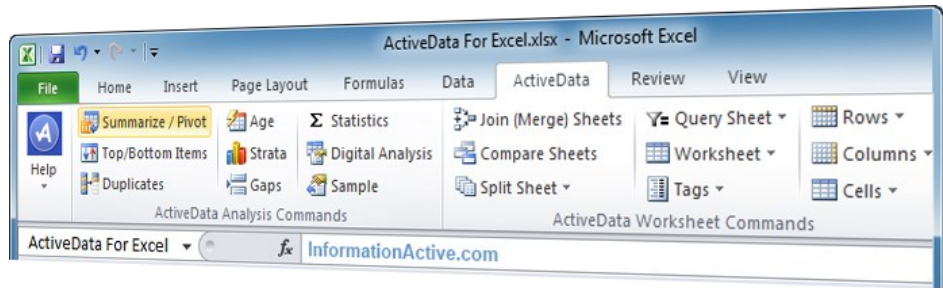 ActiveData For Excel.xlsx - Microsoft Excel
File Home Insert Page Layout Formulas Data ActiveData Review View
Summarize / Pivot Age Σ Statistics Join (Merge) Sheets Query Sheet Rows
Help Top/Bottom Items Strata Digital Analysis Compare Sheets Worksheet Columns
Duplicates Gaps Sample Split Sheet Tags Cells
ActiveData Analysis Commands ActiveData Worksheet Commands
ActiveData For Excel fx InformationActive.com